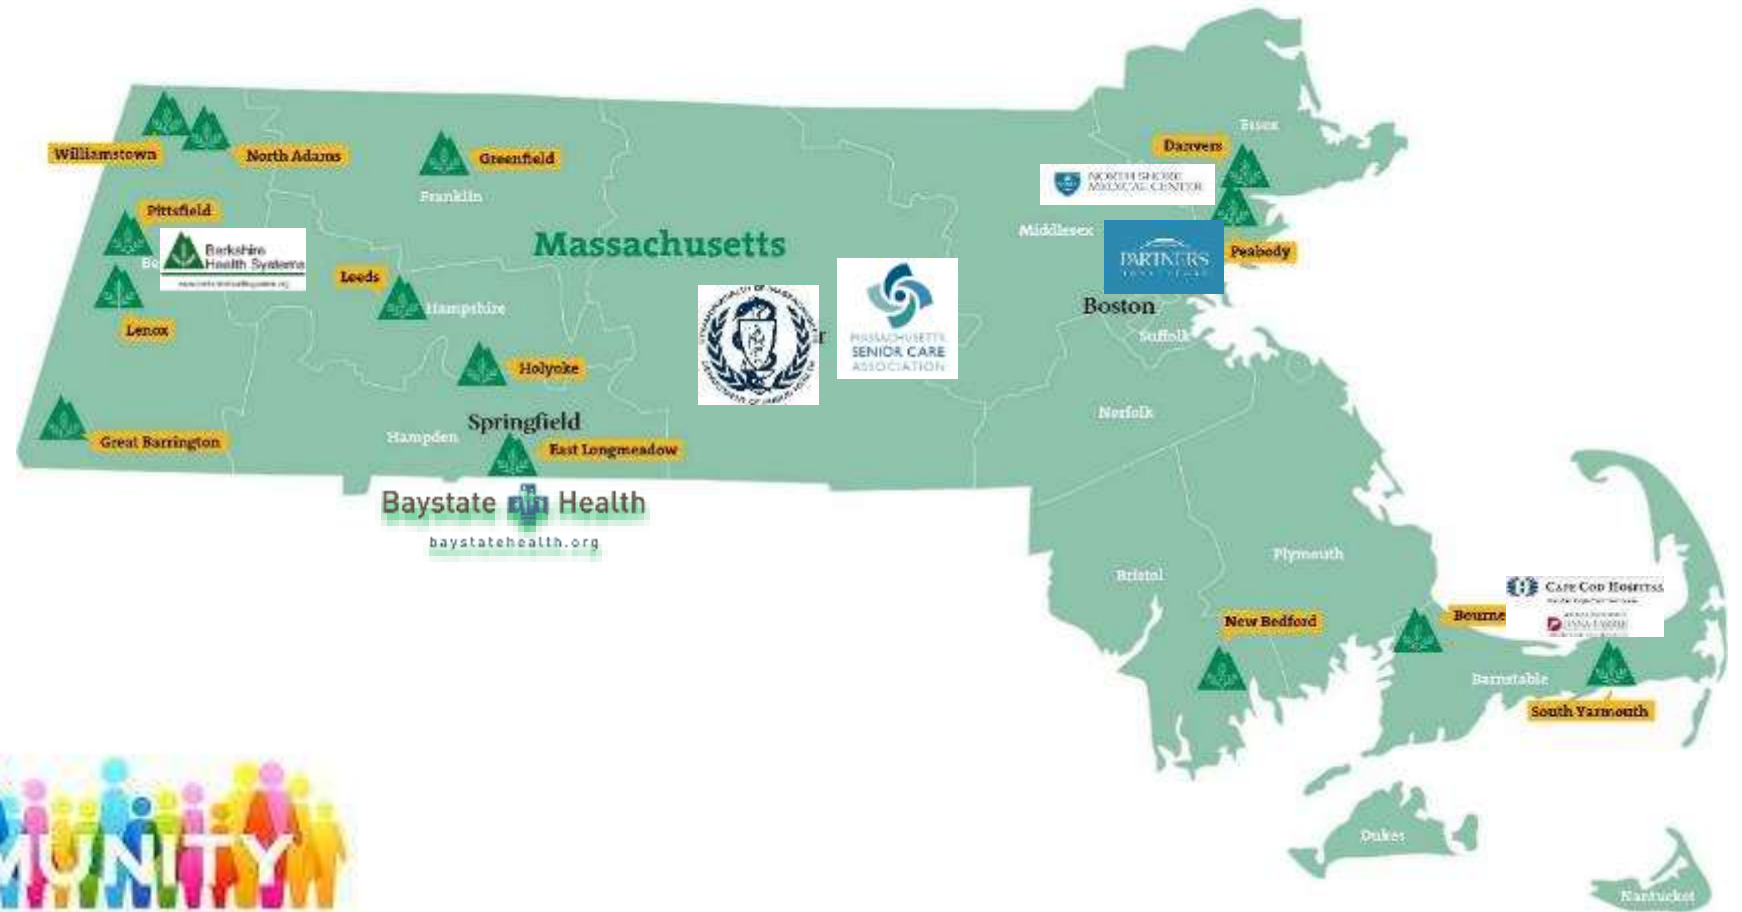 Essex
Danvers
Williamstown
North Adams
Greenfield
NORTH SHORE
MEDICAL CENTER
Franklin
Pittsfield
Middlesex
Massachusetts
Peabody
Berkshire
Health Systems
Be
PARTNERS
Leeds
Hampshire
Boston
Suffolk
Lenox
MASSACHUSETTS
SENIOR CARE
ASSOCIATION
r
Holyoke
Norfolk
Springfield
Hampden
Great Barrington
East Longmeadow
Baystate Health
baystatehealth.org
Plymouth
Bristol
CAPE COD HOSPITAL
Bourne
New Bedford
Barnstable
South Yarmouth
MUNITY
Dukes
Nantucket